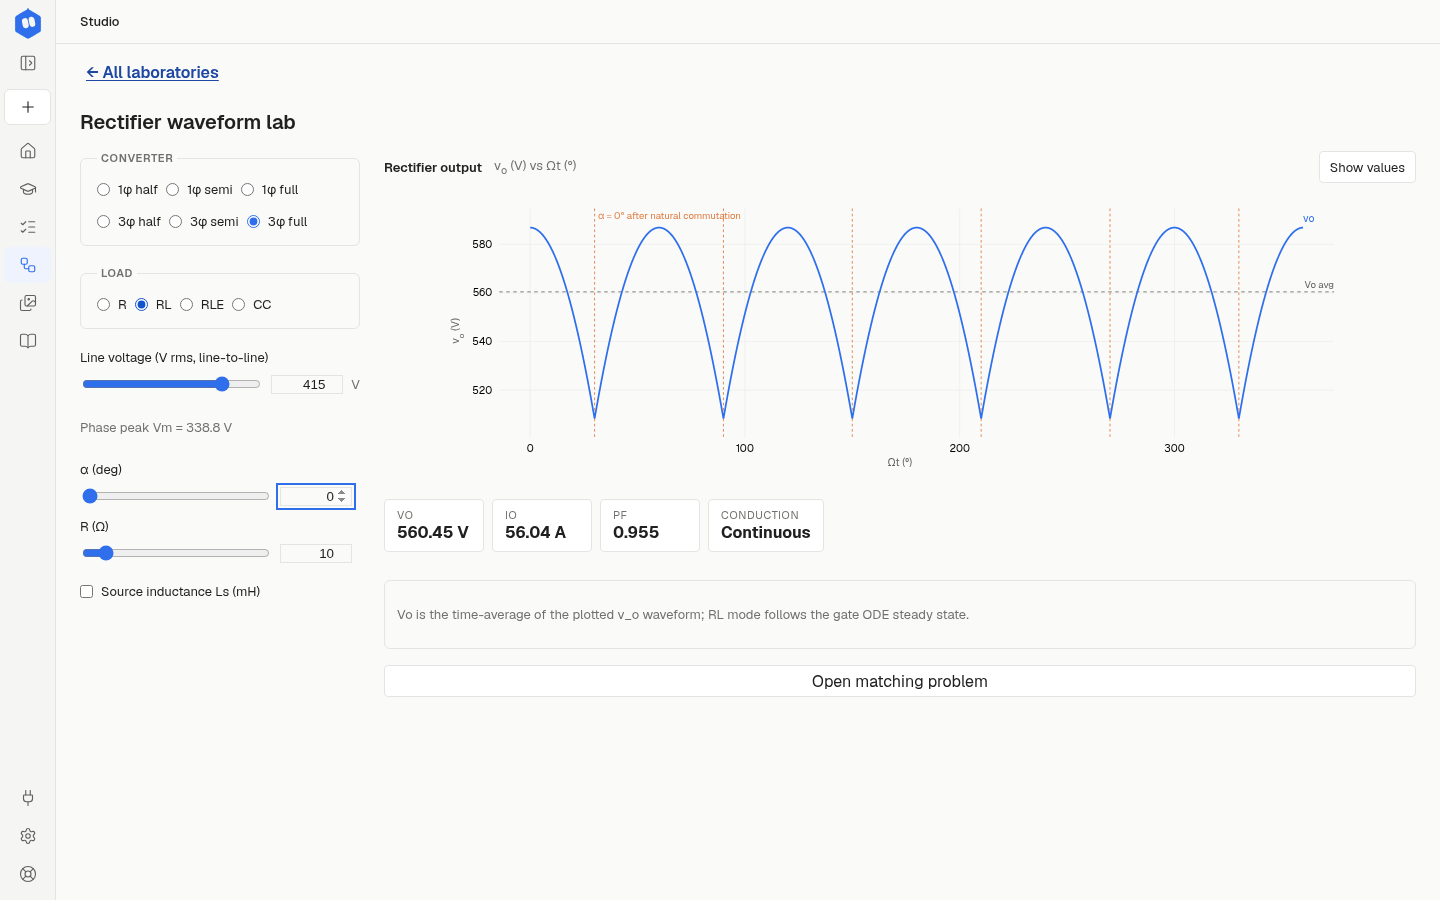 Studio
← All laboratories
Rectifier waveform lab
CONVERTER
1φ half 1φ semi 1φ full
3φ half 3φ semi 3φ full
LOAD
R RL RLE CC
Line voltage (V rms, line-to-line)
415 V
Phase peak Vm = 338.8 V
α (deg)
0
R (Ω)
10
Source inductance Ls (mH)
Rectifier output vo (V) vs Ωt (°)
Show values
α = 0° after natural commutation
vo
Vo avg
580
560
540
520
vo (V)
0 100 200 300
Ωt (°)
VO
560.45 V
IO
56.04 A
PF
0.955
CONDUCTION
Continuous
Vo is the time-average of the plotted v_o waveform; RL mode follows the gate ODE steady state.
Open matching problem